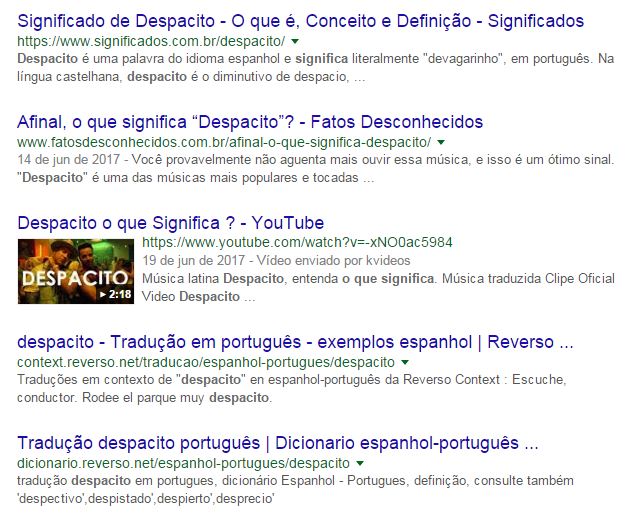 Significado de Despacito - O que é, Conceito e Definição - Significados
https://www.significados.com.br/despacito/
Despacito é uma palavra do idioma espanhol e significa literalmente "devagarinho", em português. Na
língua castelhana, despacito é o diminutivo de despacio, ...
Afinal, o que significa “Despacito”? - Fatos Desconhecidos
www.fatosdesconhecidos.com.br/afinal-o-que-significa-despacito/
14 de jun de 2017 - Você provavelmente não aguenta mais ouvir essa música, e isso é um ótimo sinal.
"Despacito" é uma das músicas mais populares e tocadas ...
Despacito o que Significa ? - YouTube
https://www.youtube.com/watch?v=-xNO0ac5984
19 de jun de 2017 - Vídeo enviado por kvideos
Música latina Despacito, entenda o que significa. Música traduzida Clipe Oficial
Video Despacito ...
DESPACITO
2:18
despacito - Tradução em português - exemplos espanhol | Reverso ...
context.reverso.net/traducao/espanhol-portugues/despacito
Traduções em contexto de "despacito" en espanhol-português da Reverso Context : Escuche,
conductor. Rodee el parque muy despacito.
Tradução despacito português | Dicionario espanhol-português ...
dicionario.reverso.net/espanhol-portugues/despacito
tradução despacito em portugues, dicionário Espanhol - Portugues, definição, consulte também
'despectivo',despistado',despierto',desprecio'